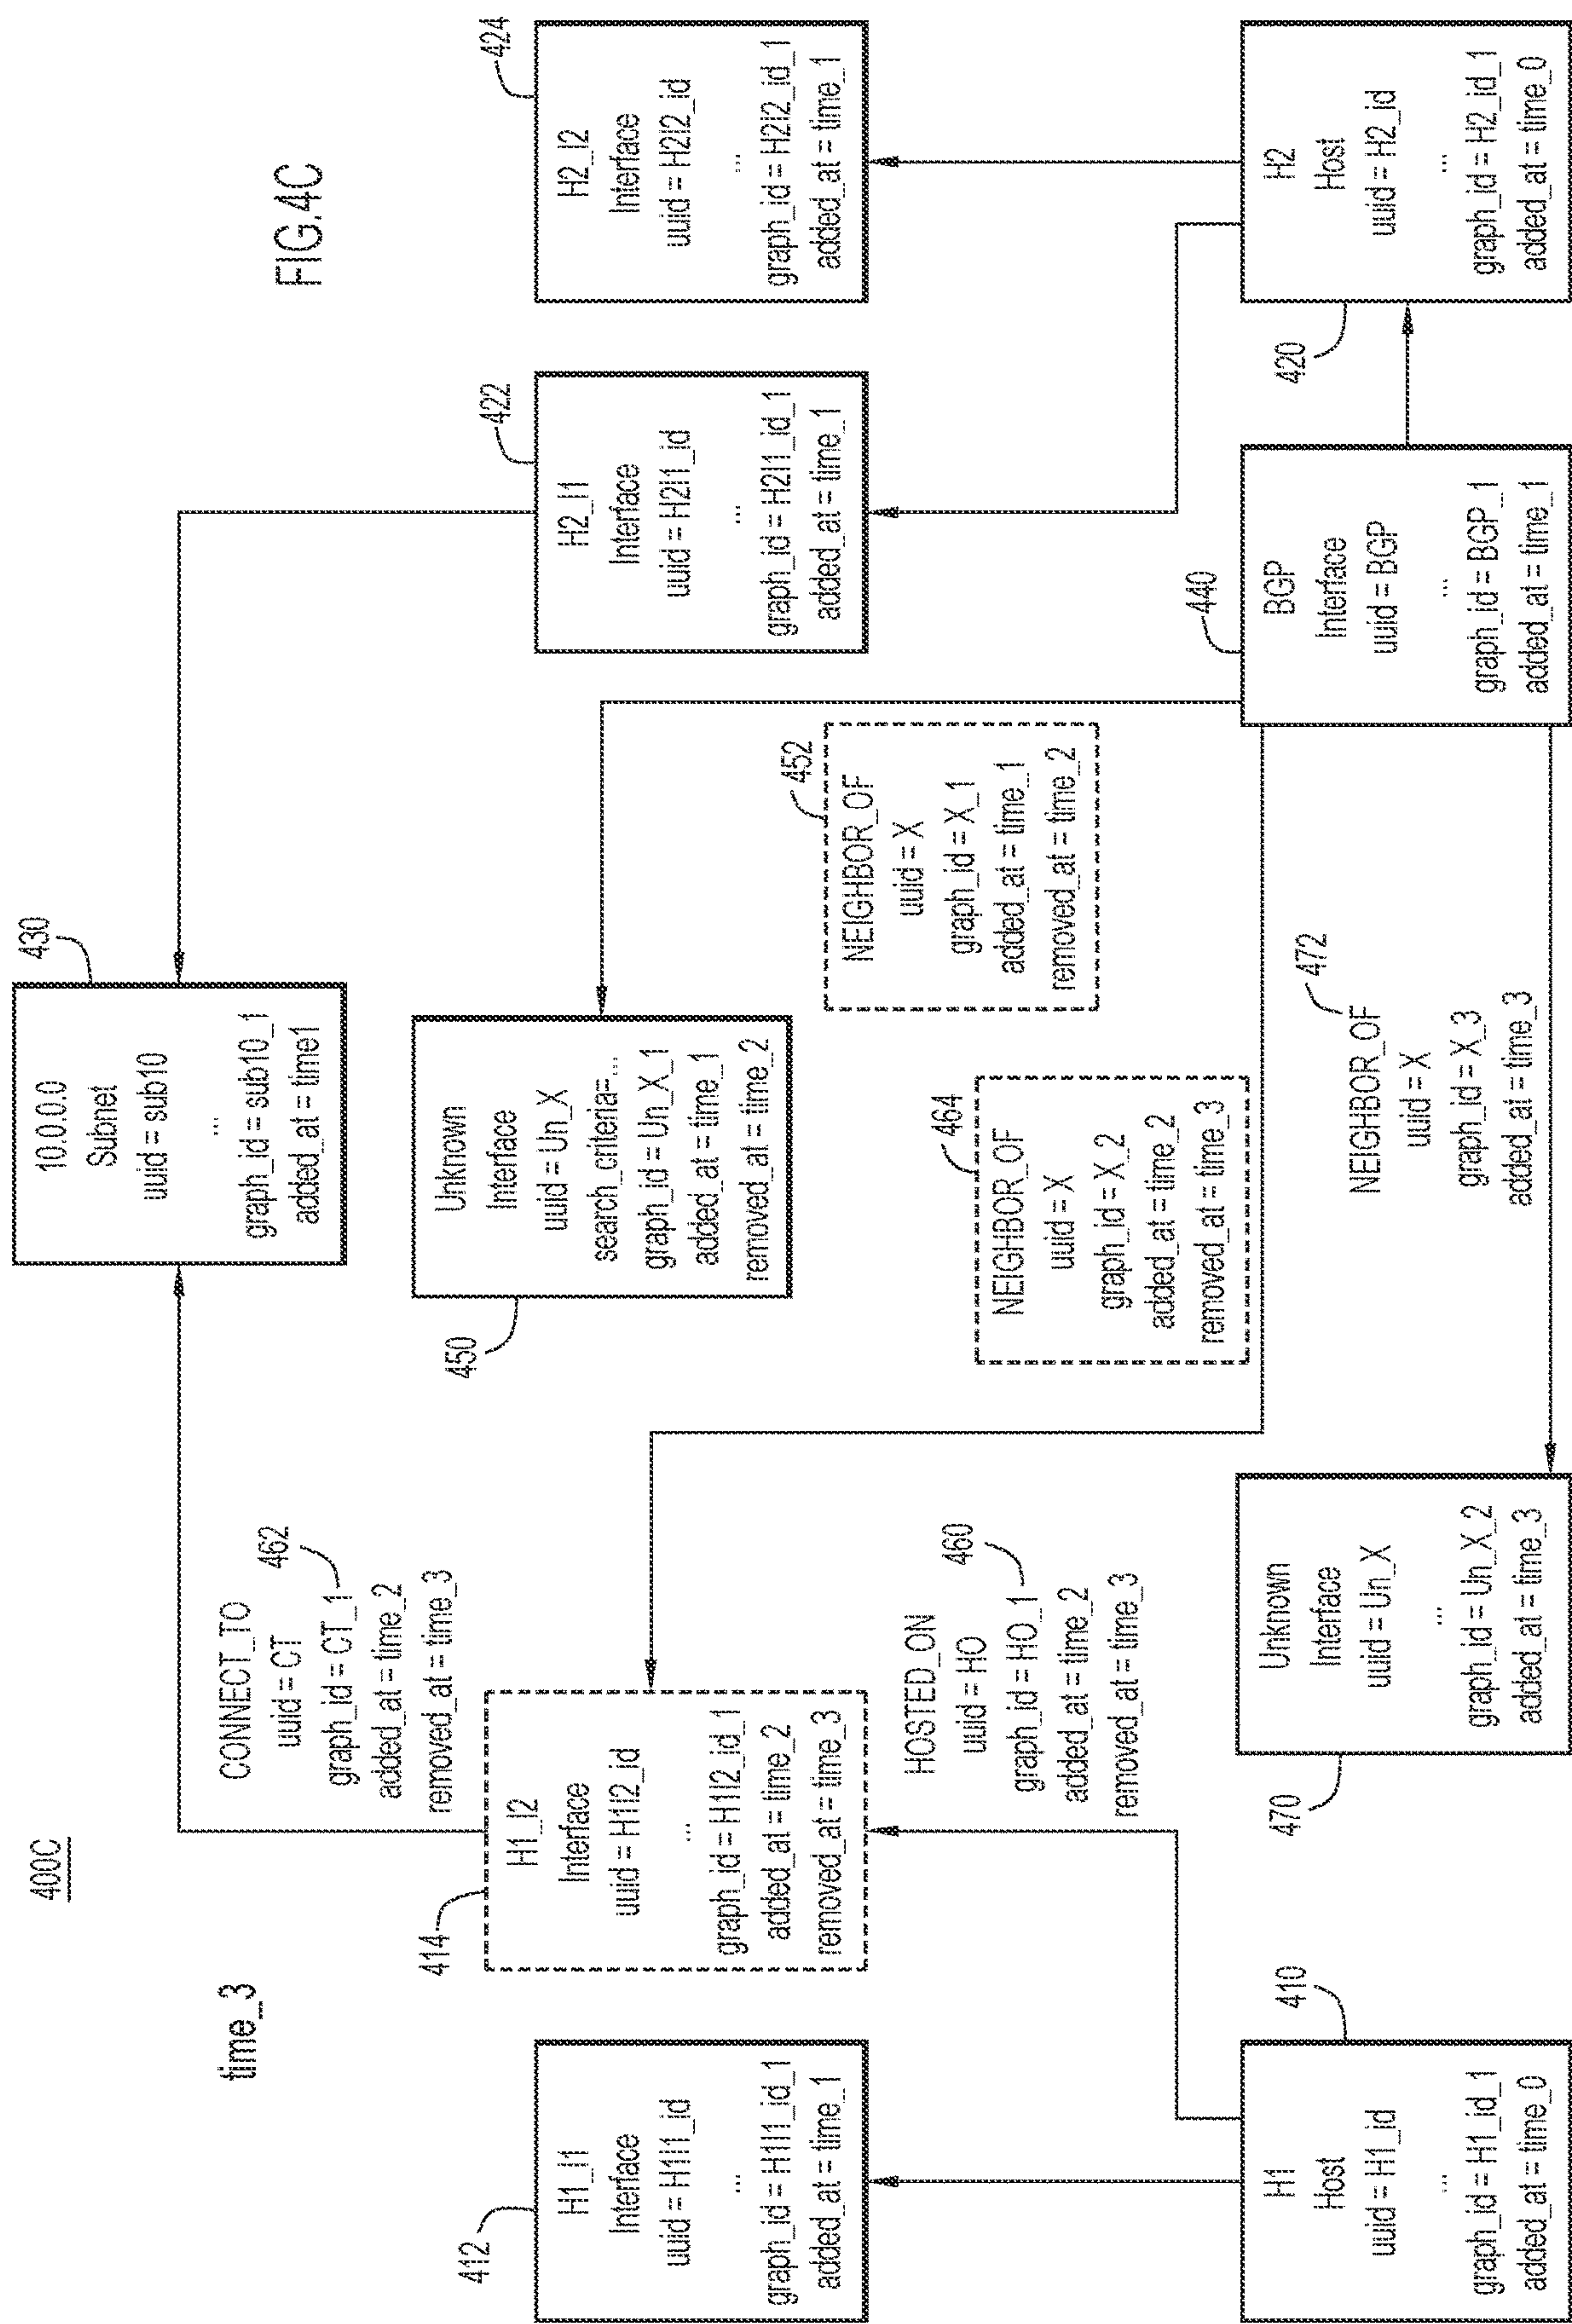 400C
time_3
FIG.4C
430
10.0.0.0
Subnet
uuid = sub10
...
graph_id = sub10_1
added_at = time1
CONNECT_TO
uuid = CT
462
graph_id = CT_1
added_at = time_2
removed_at = time_3
412
H1_I1
Interface
uuid = H1I1_id
...
graph_id = H1I1_id_1
added_at = time_1
414
H1_I2
Interface
uuid = H1I2_id
...
graph_id = H1I2_id_1
added_at = time_2
removed_at = time_3
450
Unknown
Interface
uuid = Un_X
search_criteria=...
graph_id = Un_X_1
added_at = time_1
removed_at = time_2
422
H2_I1
Interface
uuid = H2I1_id
...
graph_id = H2I1_id_1
added_at = time_1
424
H2_I2
Interface
uuid = H2I2_id
...
graph_id = H2I2_id_1
added_at = time_1
452
NEIGHBOR_OF
uuid = X
graph_id = X_1
added_at = time_1
removed_at = time_2
464
NEIGHBOR_OF
uuid = X
graph_id = X_2
added_at = time_2
removed_at = time_3
HOSTED_ON
uuid = HO
460
graph_id = HO_1
added_at = time_2
removed_at = time_3
472
NEIGHBOR_OF
uuid = X
graph_id = X_3
added_at = time_3
410
H1
Host
uuid = H1_id
...
graph_id = H1_id_1
added_at = time_0
470
Unknown
Interface
uuid = Un_X
...
graph_id = Un_X_2
added_at = time_3
440
BGP
Interface
uuid = BGP
...
graph_id = BGP_1
added_at = time_1
420
H2
Host
uuid = H2_id
...
graph_id = H2_id_1
added_at = time_0